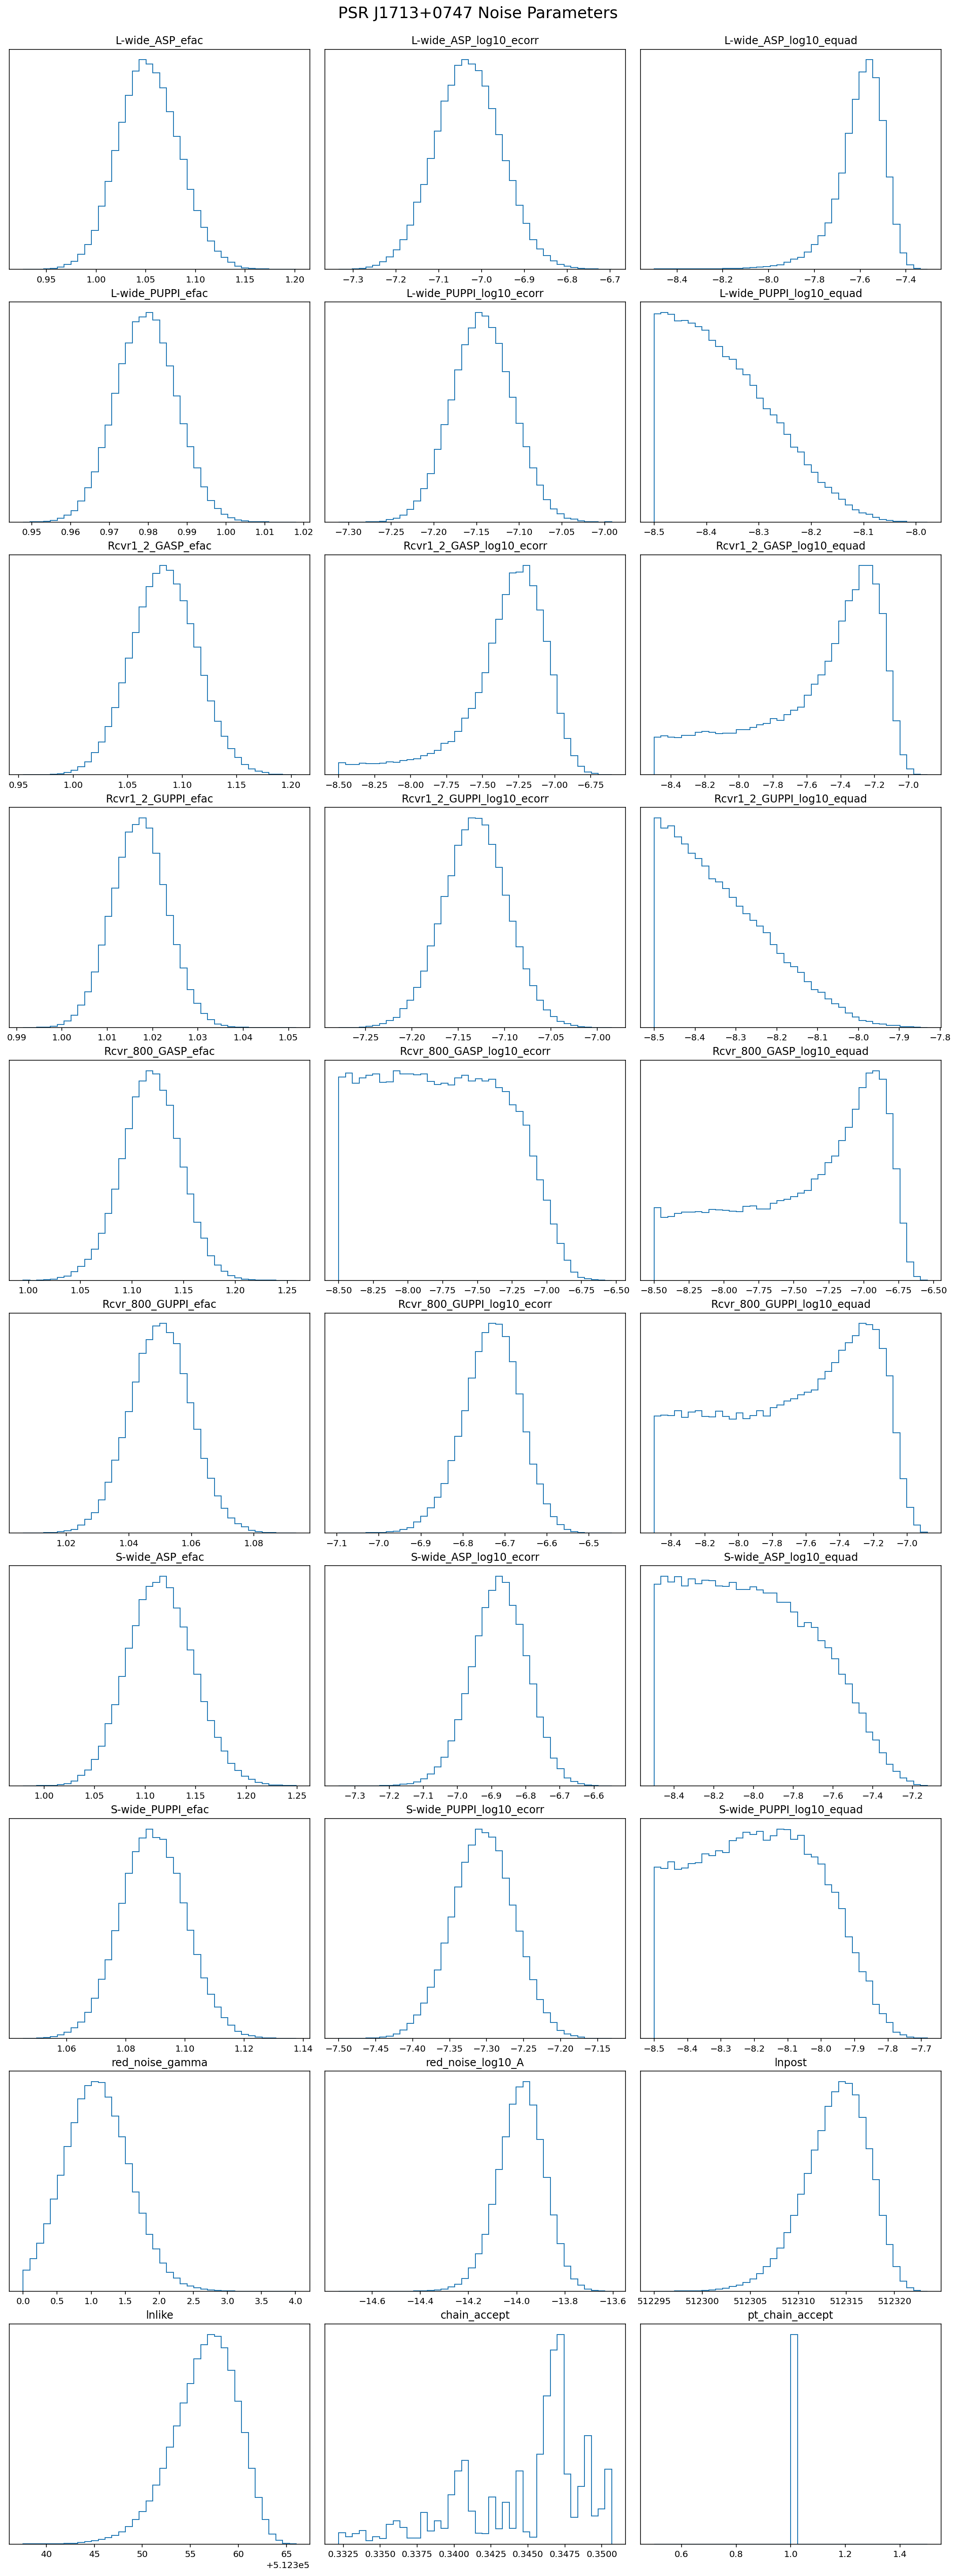 PSR J1713+0747 Noise Parameters
L-wide_ASP_efac
L-wide_ASP_log10_ecorr
L-wide_ASP_log10_equad
0.95 1.00 1.05 1.10 1.15 1.20
−7.3 −7.2 −7.1 −7.0 −6.9 −6.8 −6.7
−8.4 −8.2 −8.0 −7.8 −7.6 −7.4
L-wide_PUPPI_efac
L-wide_PUPPI_log10_ecorr
L-wide_PUPPI_log10_equad
0.95 0.96 0.97 0.98 0.99 1.00 1.01 1.02
−7.30 −7.25 −7.20 −7.15 −7.10 −7.05 −7.00
−8.5 −8.4 −8.3 −8.2 −8.1 −8.0
Rcvr1_2_GASP_efac
Rcvr1_2_GASP_log10_ecorr
Rcvr1_2_GASP_log10_equad
0.95 1.00 1.05 1.10 1.15 1.20
−8.50 −8.25 −8.00 −7.75 −7.50 −7.25 −7.00 −6.75
−8.4 −8.2 −8.0 −7.8 −7.6 −7.4 −7.2 −7.0
Rcvr1_2_GUPPI_efac
Rcvr1_2_GUPPI_log10_ecorr
Rcvr1_2_GUPPI_log10_equad
0.99 1.00 1.01 1.02 1.03 1.04 1.05
−7.25 −7.20 −7.15 −7.10 −7.05 −7.00
−8.5 −8.4 −8.3 −8.2 −8.1 −8.0 −7.9 −7.8
Rcvr_800_GASP_efac
Rcvr_800_GASP_log10_ecorr
Rcvr_800_GASP_log10_equad
1.00 1.05 1.10 1.15 1.20 1.25
−8.50 −8.25 −8.00 −7.75 −7.50 −7.25 −7.00 −6.75 −6.50
−8.50 −8.25 −8.00 −7.75 −7.50 −7.25 −7.00 −6.75 −6.50
Rcvr_800_GUPPI_efac
Rcvr_800_GUPPI_log10_ecorr
Rcvr_800_GUPPI_log10_equad
1.02 1.04 1.06 1.08
−7.1 −7.0 −6.9 −6.8 −6.7 −6.6 −6.5
−8.4 −8.2 −8.0 −7.8 −7.6 −7.4 −7.2 −7.0
S-wide_ASP_efac
S-wide_ASP_log10_ecorr
S-wide_ASP_log10_equad
1.00 1.05 1.10 1.15 1.20 1.25
−7.3 −7.2 −7.1 −7.0 −6.9 −6.8 −6.7 −6.6
−8.4 −8.2 −8.0 −7.8 −7.6 −7.4 −7.2
S-wide_PUPPI_efac
S-wide_PUPPI_log10_ecorr
S-wide_PUPPI_log10_equad
1.06 1.08 1.10 1.12 1.14
−7.50 −7.45 −7.40 −7.35 −7.30 −7.25 −7.20 −7.15
−8.5 −8.4 −8.3 −8.2 −8.1 −8.0 −7.9 −7.8 −7.7
red_noise_gamma
red_noise_log10_A
lnpost
0.0 0.5 1.0 1.5 2.0 2.5 3.0 3.5 4.0
−14.6 −14.4 −14.2 −14.0 −13.8 −13.6
512295 512300 512305 512310 512315 512320
lnlike
chain_accept
pt_chain_accept
40 45 50 55 60 65
+5.123e5
0.3325 0.3350 0.3375 0.3400 0.3425 0.3450 0.3475 0.3500
0.6 0.8 1.0 1.2 1.4